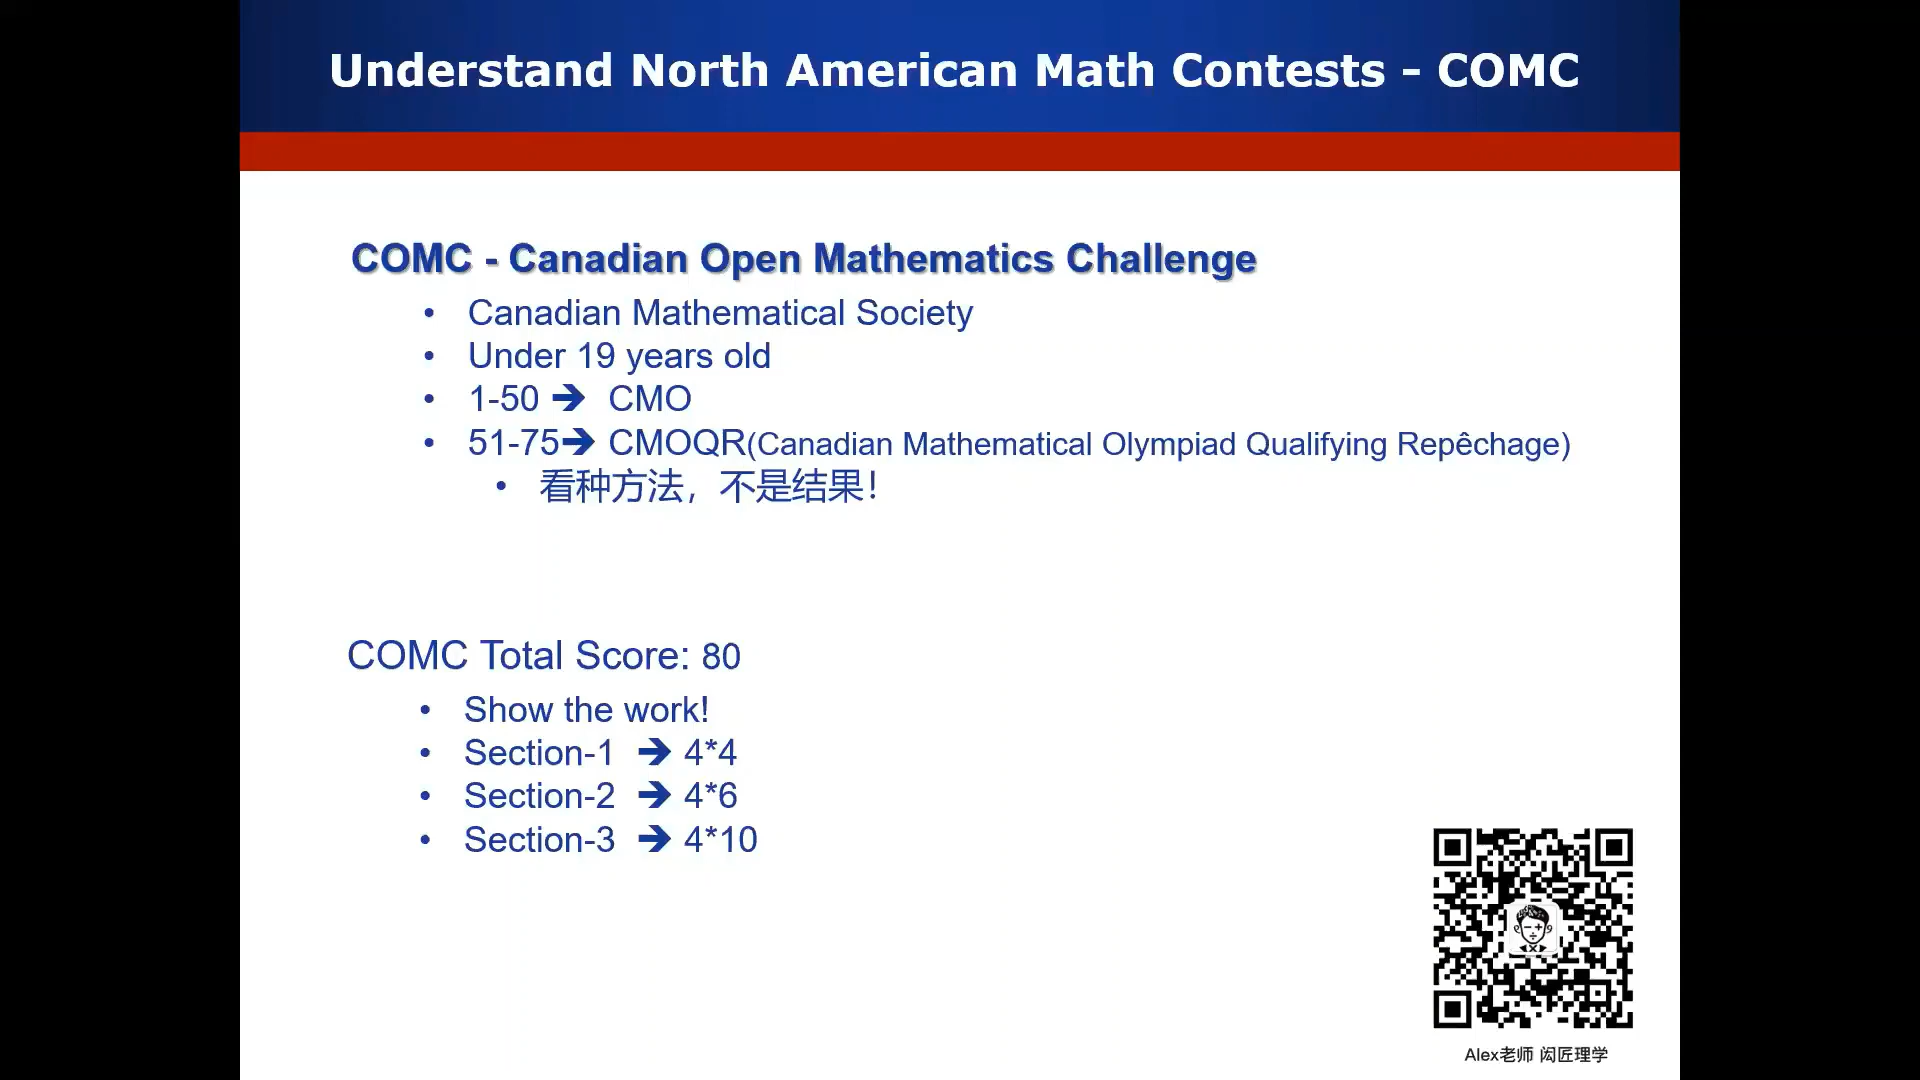 Understand North American Math Contests - COMC
COMC - Canadian Open Mathematics Challenge
• Canadian Mathematical Society
• Under 19 years old
• 1-50 ➔ CMO
• 51-75➔ CMOQR(Canadian Mathematical Olympiad Qualifying Repêchage)
• 看种方法，不是结果！
COMC Total Score: 80
• Show the work!
• Section-1 ➔ 4*4
• Section-2 ➔ 4*6
• Section-3 ➔ 4*10
Alex老师 闳匠理学